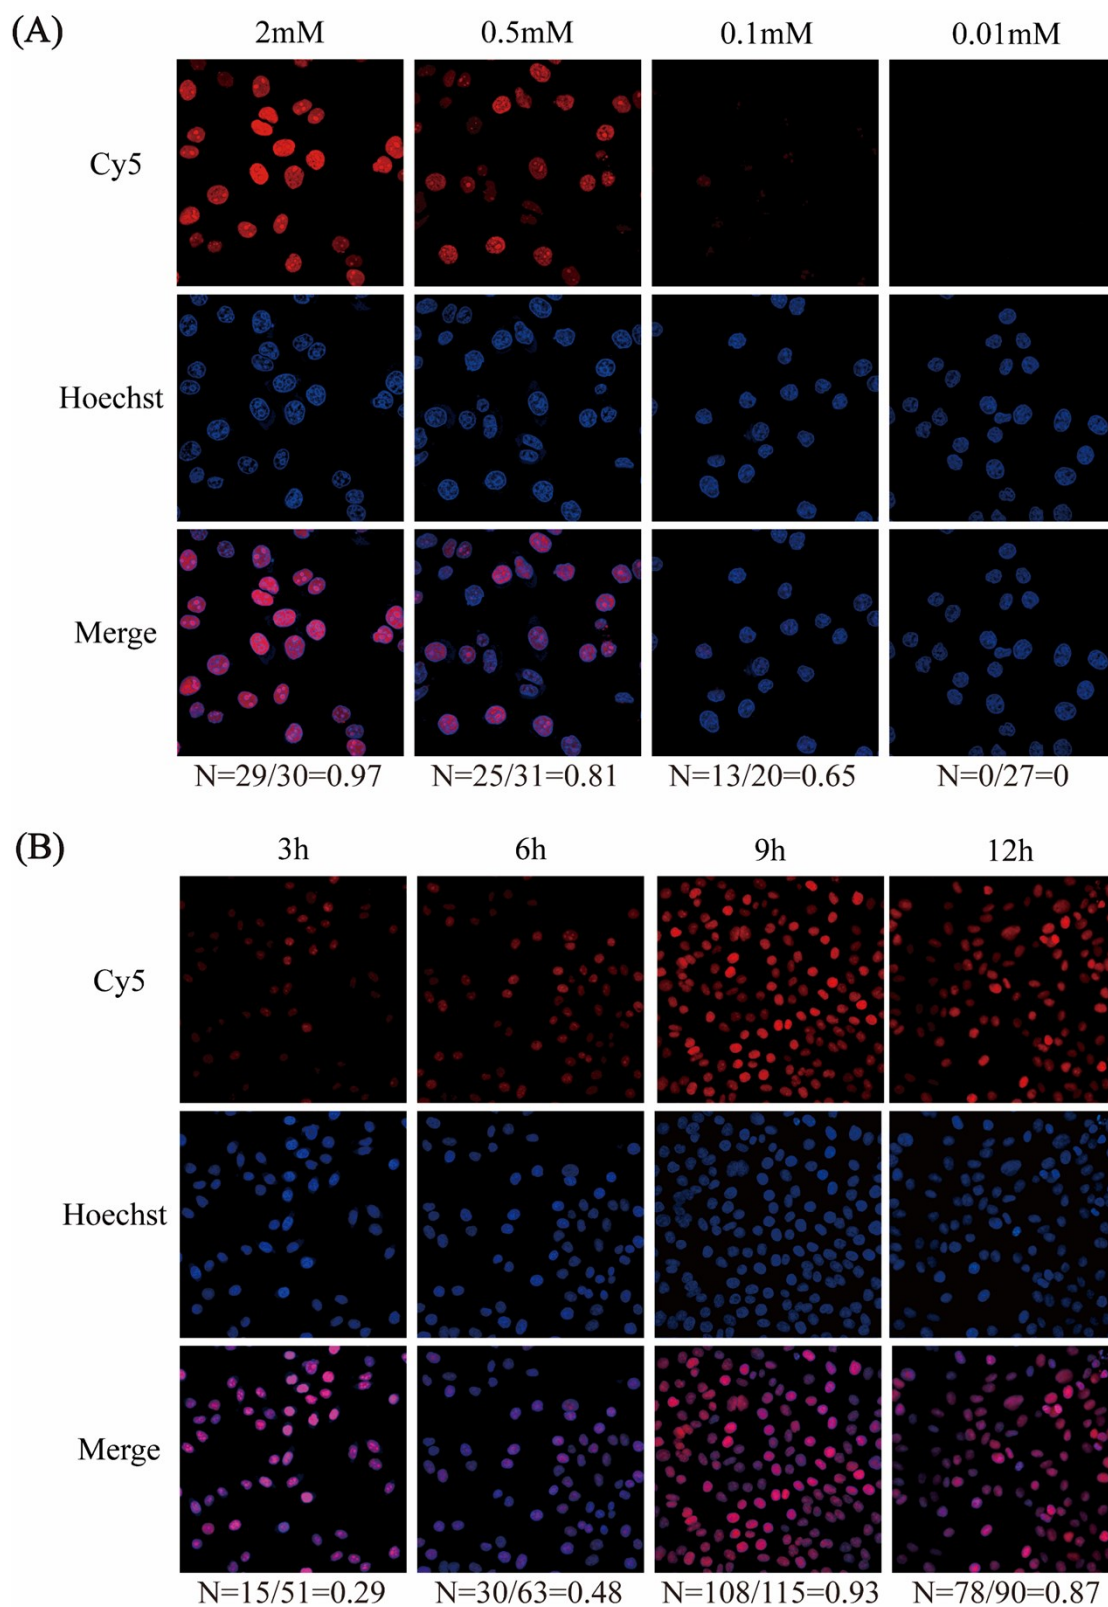 (A)
2mM 0.5mM 0.1mM 0.01mM
Cy5
Hoechst
Merge
N=29/30=0.97 N=25/31=0.81 N=13/20=0.65 N=0/27=0
(B)
3h 6h 9h 12h
Cy5
Hoechst
Merge
N=15/51=0.29 N=30/63=0.48 N=108/115=0.93 N=78/90=0.87